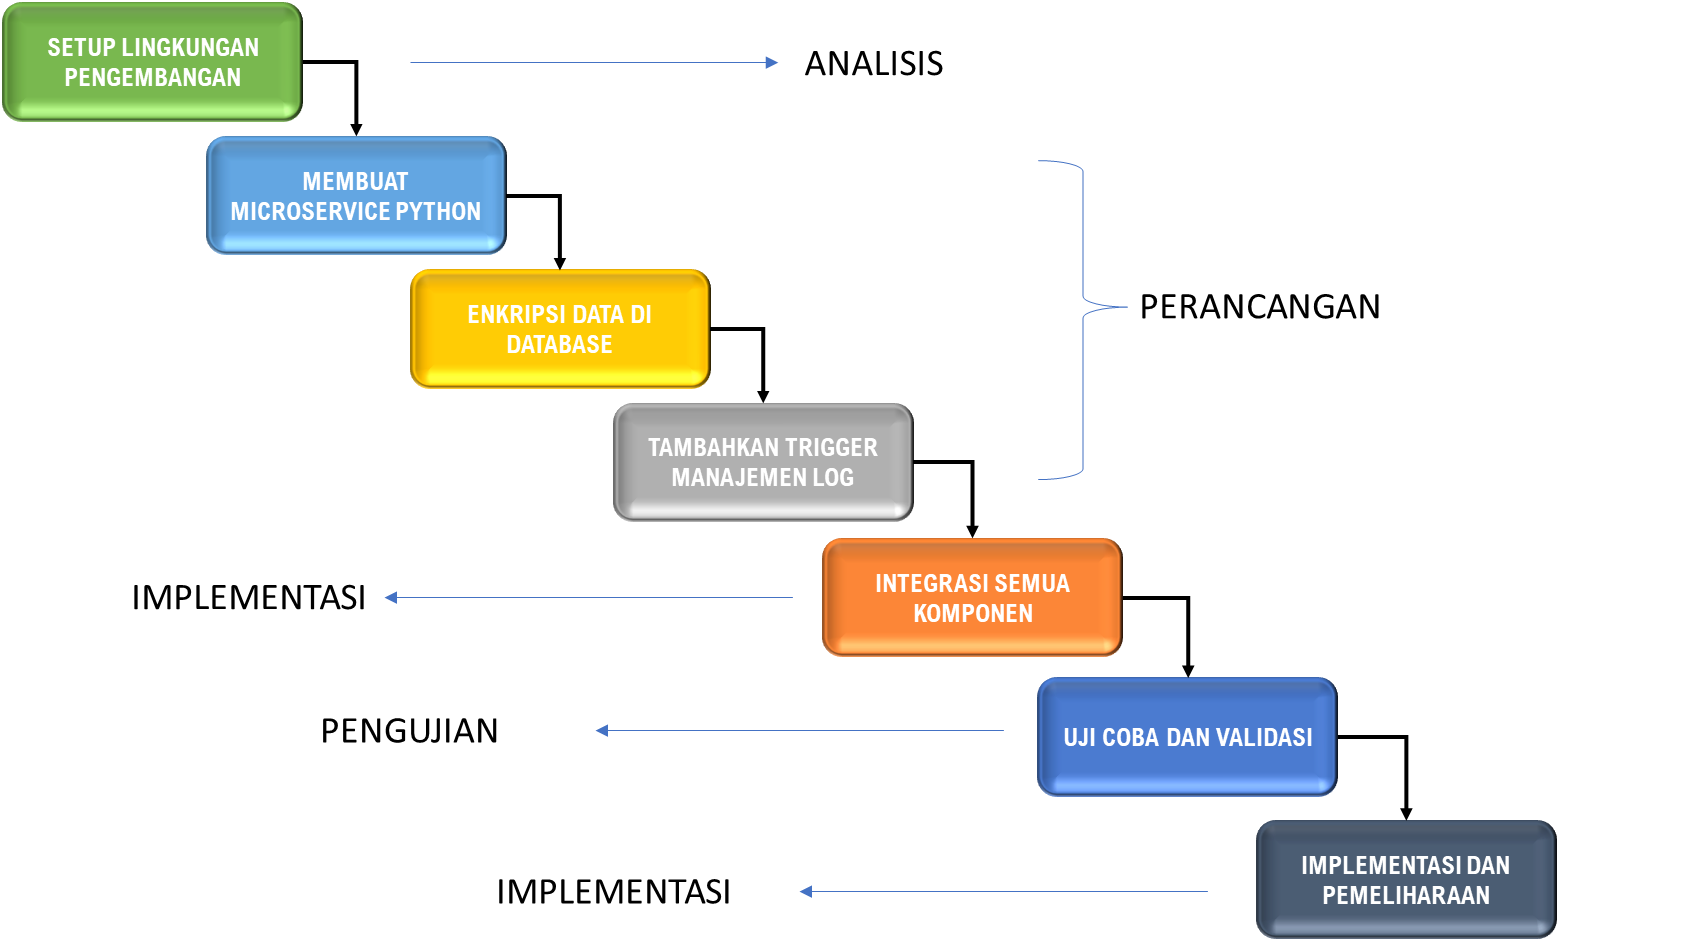 SETUP LINGKUNGAN
PENGEMBANGAN
ANALISIS
MEMBUAT
MICROSERVICE PYTHON
ENKRIPSI DATA DI
DATABASE
PERANCANGAN
TAMBAHKAN TRIGGER
MANAJEMEN LOG
IMPLEMENTASI
INTEGRASI SEMUA
KOMPONEN
PENGUJIAN
UJI COBA DAN VALIDASI
IMPLEMENTASI
IMPLEMENTASI DAN
PEMELIHARAAN